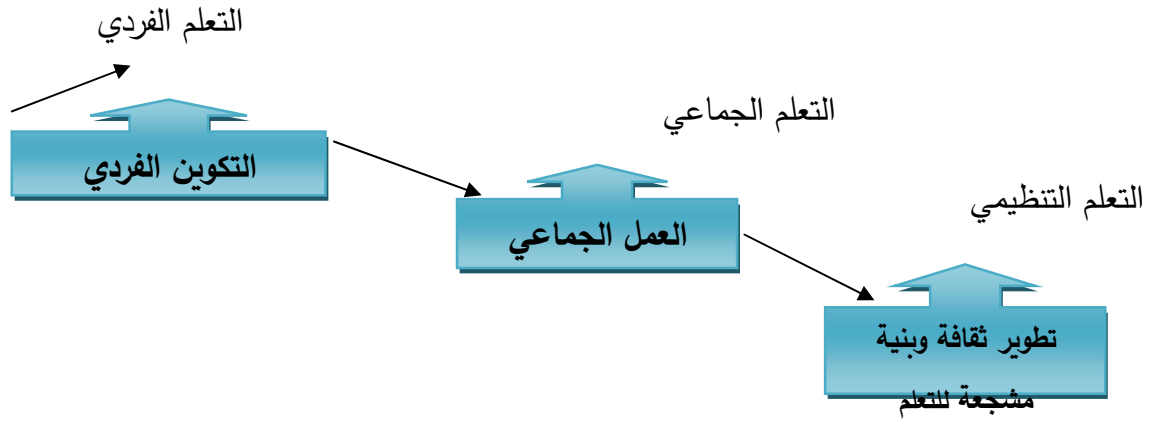 التعلم الفردي
التكوين الفردي
التعلم الجماعي
العمل الجماعي
التعلم التنظيمي
تطوير ثقافة وبنية
مشجعة للتعلم